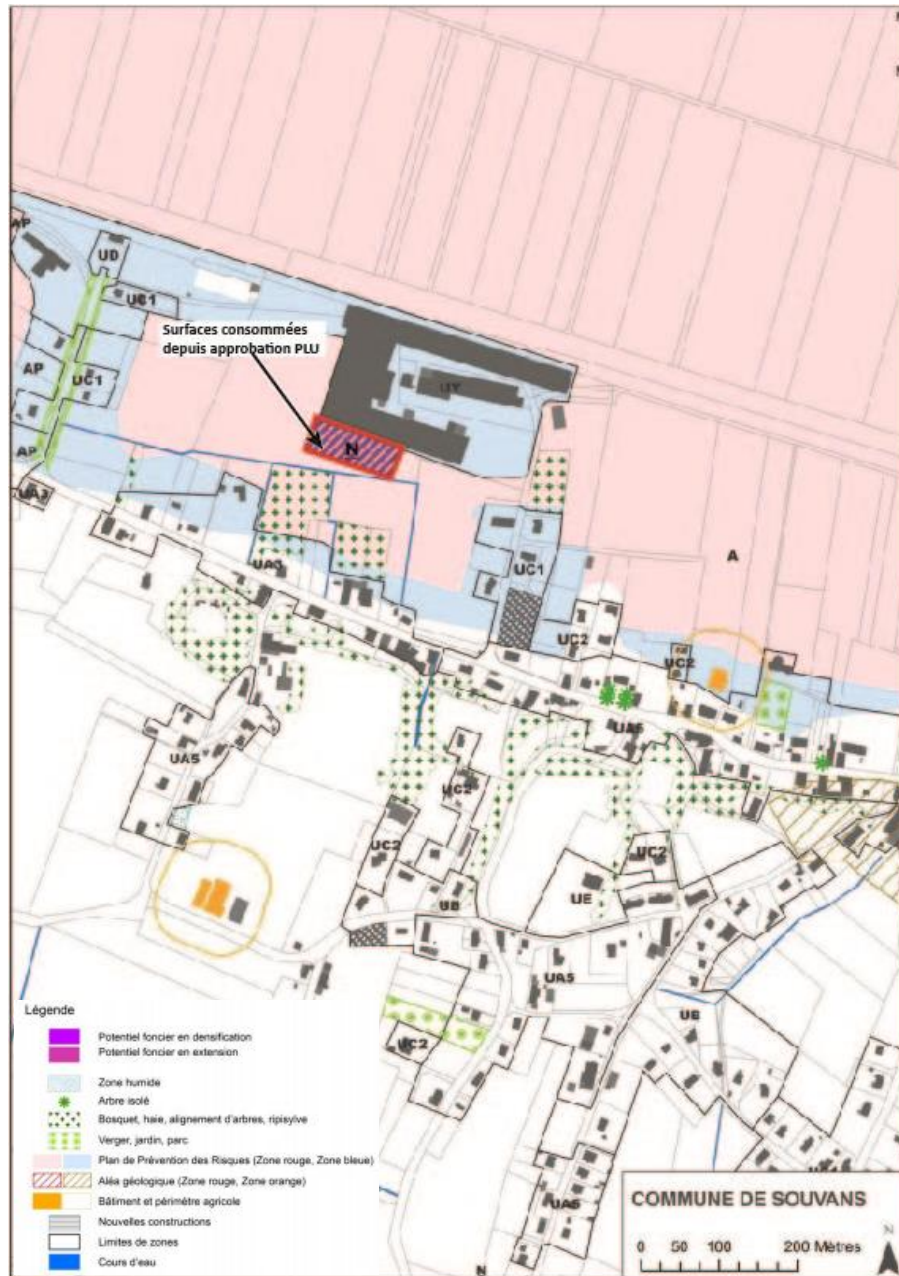 N
N
AP
UD
UC1
Surfaces consommées
depuis approbation PLU
AP
UC1
UY
AP
N
UA3
A
UA3
UC1
UC2
UC2
UA5
UA5
UC2
UC2
UC2
UB
UE
UA5
UB
UC2
UA5
N
Légende
Potentiel foncier en densification
Potentiel foncier en extension
Zone humide
Arbre isolé
Bosquet, haie, alignement d'arbres, ripisylve
Verger, jardin, parc
Plan de Prévention des Risques (Zone rouge, Zone bleue)
Aléa géologique (Zone rouge, Zone orange)
Bâtiment et périmètre agricole
Nouvelles constructions
Limites de zones
Cours d'eau
COMMUNE DE SOUVANS
N
0 50 100 200 Mètres